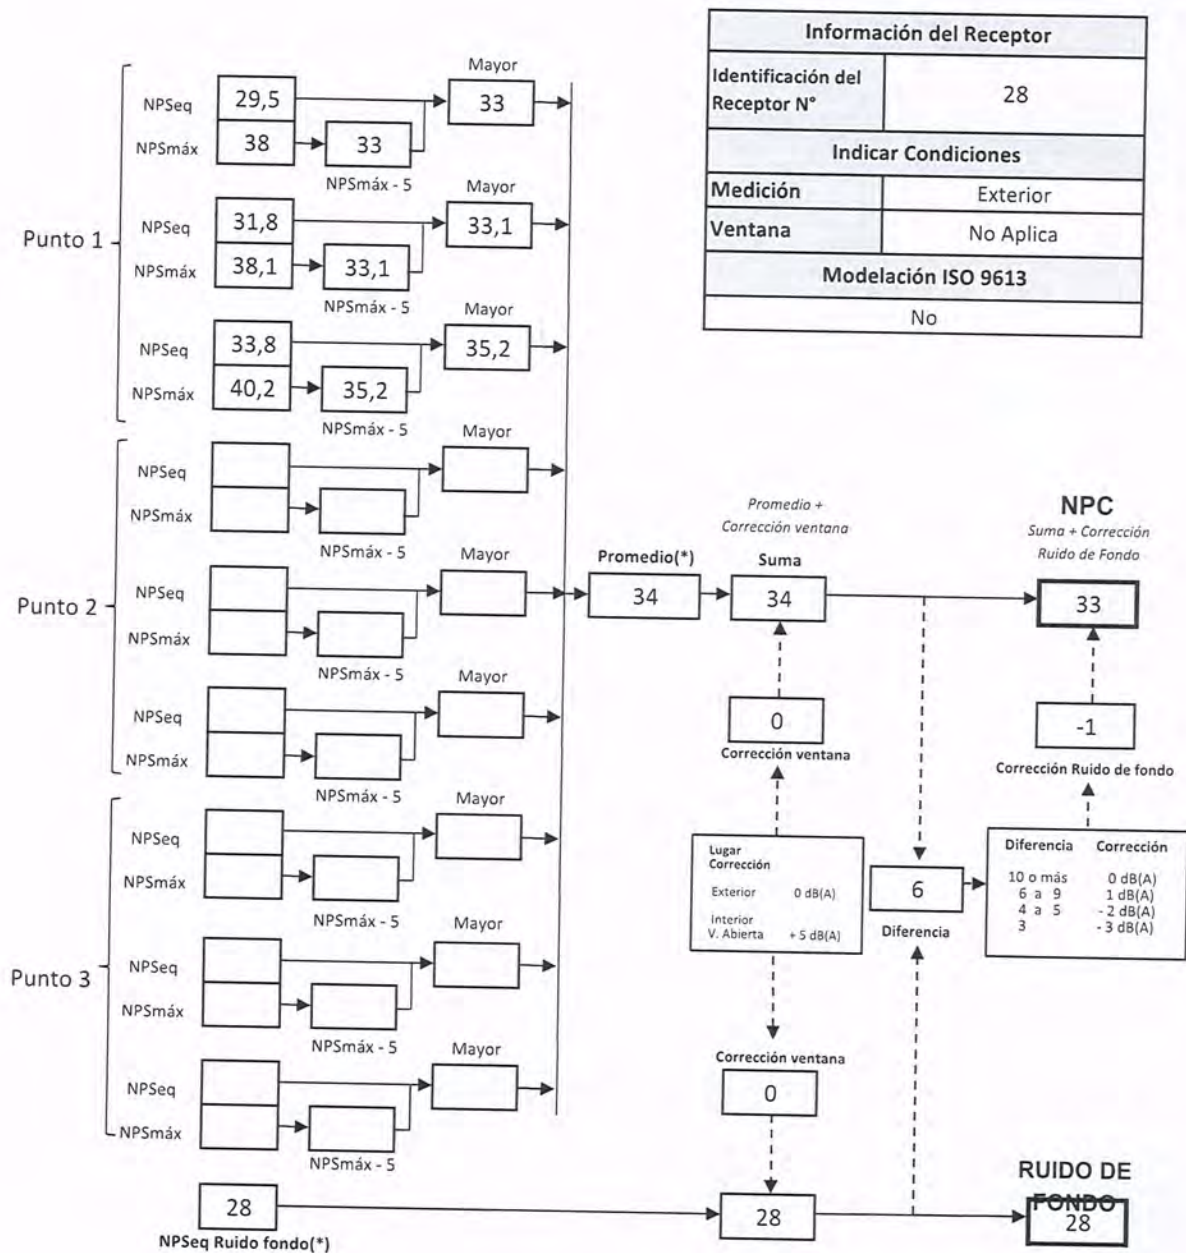 Información del Receptor
Identificación del
Receptor N°
28
Indicar Condiciones
Medición Exterior
Ventana No Aplica
Modelación ISO 9613
No
Punto 1
Mayor
NPSeq 29,5 33
NPSmáx 38 33
NPSmáx - 5
Mayor
NPSeq 31,8 33,1
NPSmáx 38,1 33,1
NPSmáx - 5
Mayor
NPSeq 33,8 35,2
NPSmáx 40,2 35,2
NPSmáx - 5
Punto 2
Mayor
NPSeq
NPSmáx
NPSmáx - 5
Mayor
NPSeq
NPSmáx
NPSmáx - 5
Mayor
NPSeq
NPSmáx
NPSmáx - 5
Punto 3
Mayor
NPSeq
NPSmáx
NPSmáx - 5
Mayor
NPSeq
NPSmáx
NPSmáx - 5
Mayor
NPSeq
NPSmáx
NPSmáx - 5
Promedio(*)
34
Promedio +
Corrección ventana
Suma
34
0
Corrección ventana
NPC
Suma + Corrección
Ruido de Fondo
33
-1
Corrección Ruido de fondo
Lugar
Corrección
Exterior 0 dB(A)
Interior
V. Abierta + 5 dB(A)
6
Diferencia
Diferencia Corrección
10 o más 0 dB(A)
6 a 9 1 dB(A)
4 a 5 - 2 dB(A)
3 - 3 dB(A)
Corrección ventana
0
28
NPSeq Ruido fondo(*)
28
RUIDO DE
FONDO
28